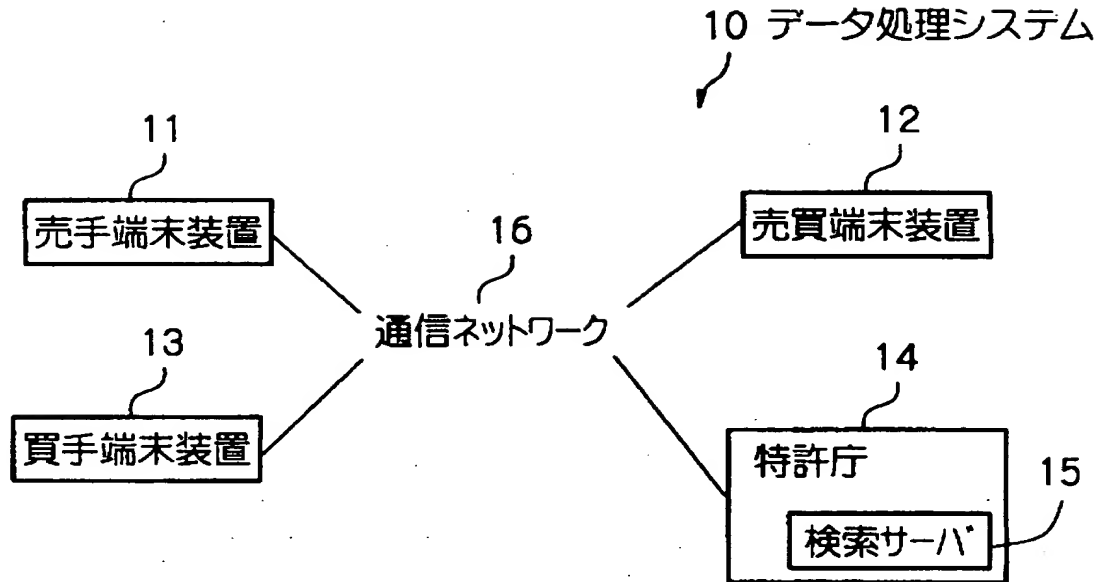 10 データ処理システム
11
売手端末装置
12
売買端末装置
16
通信ネットワーク
13
買手端末装置
14
特許庁
15
検索サーバ